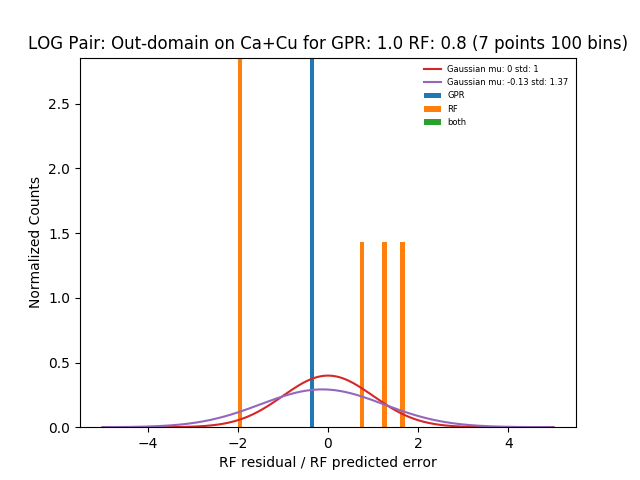 LOG Pair: Out-domain on Ca+Cu for GPR: 1.0 RF: 0.8 (7 points 100 bins)
Gaussian mu: 0 std: 1
Gaussian mu: -0.13 std: 1.37
GPR
RF
both
Normalized Counts
2.5
2.0
1.5
1.0
0.5
0.0
−4 −2 0 2 4
RF residual / RF predicted error